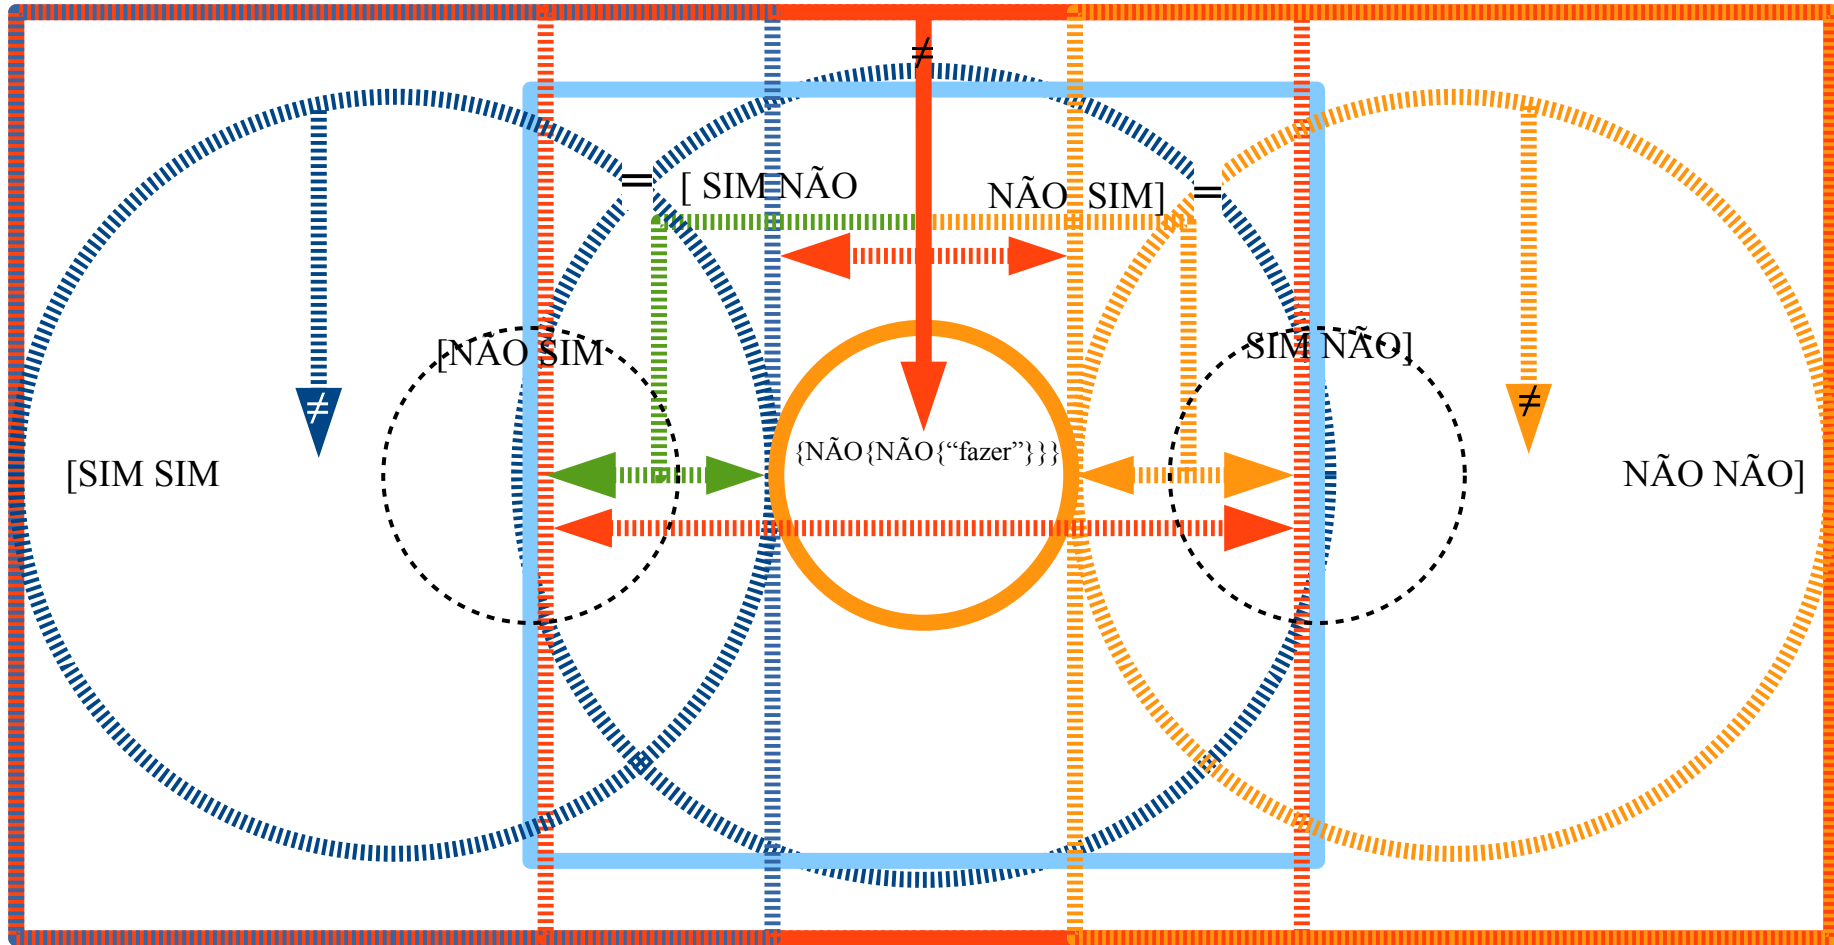 ≠
= [ SIM NÃO NÃO SIM] =
[NÃO SIM SIM NÃO]
≠ ≠
{NÃO{NÃO{“fazer”}}}
[SIM SIM NÃO NÃO]